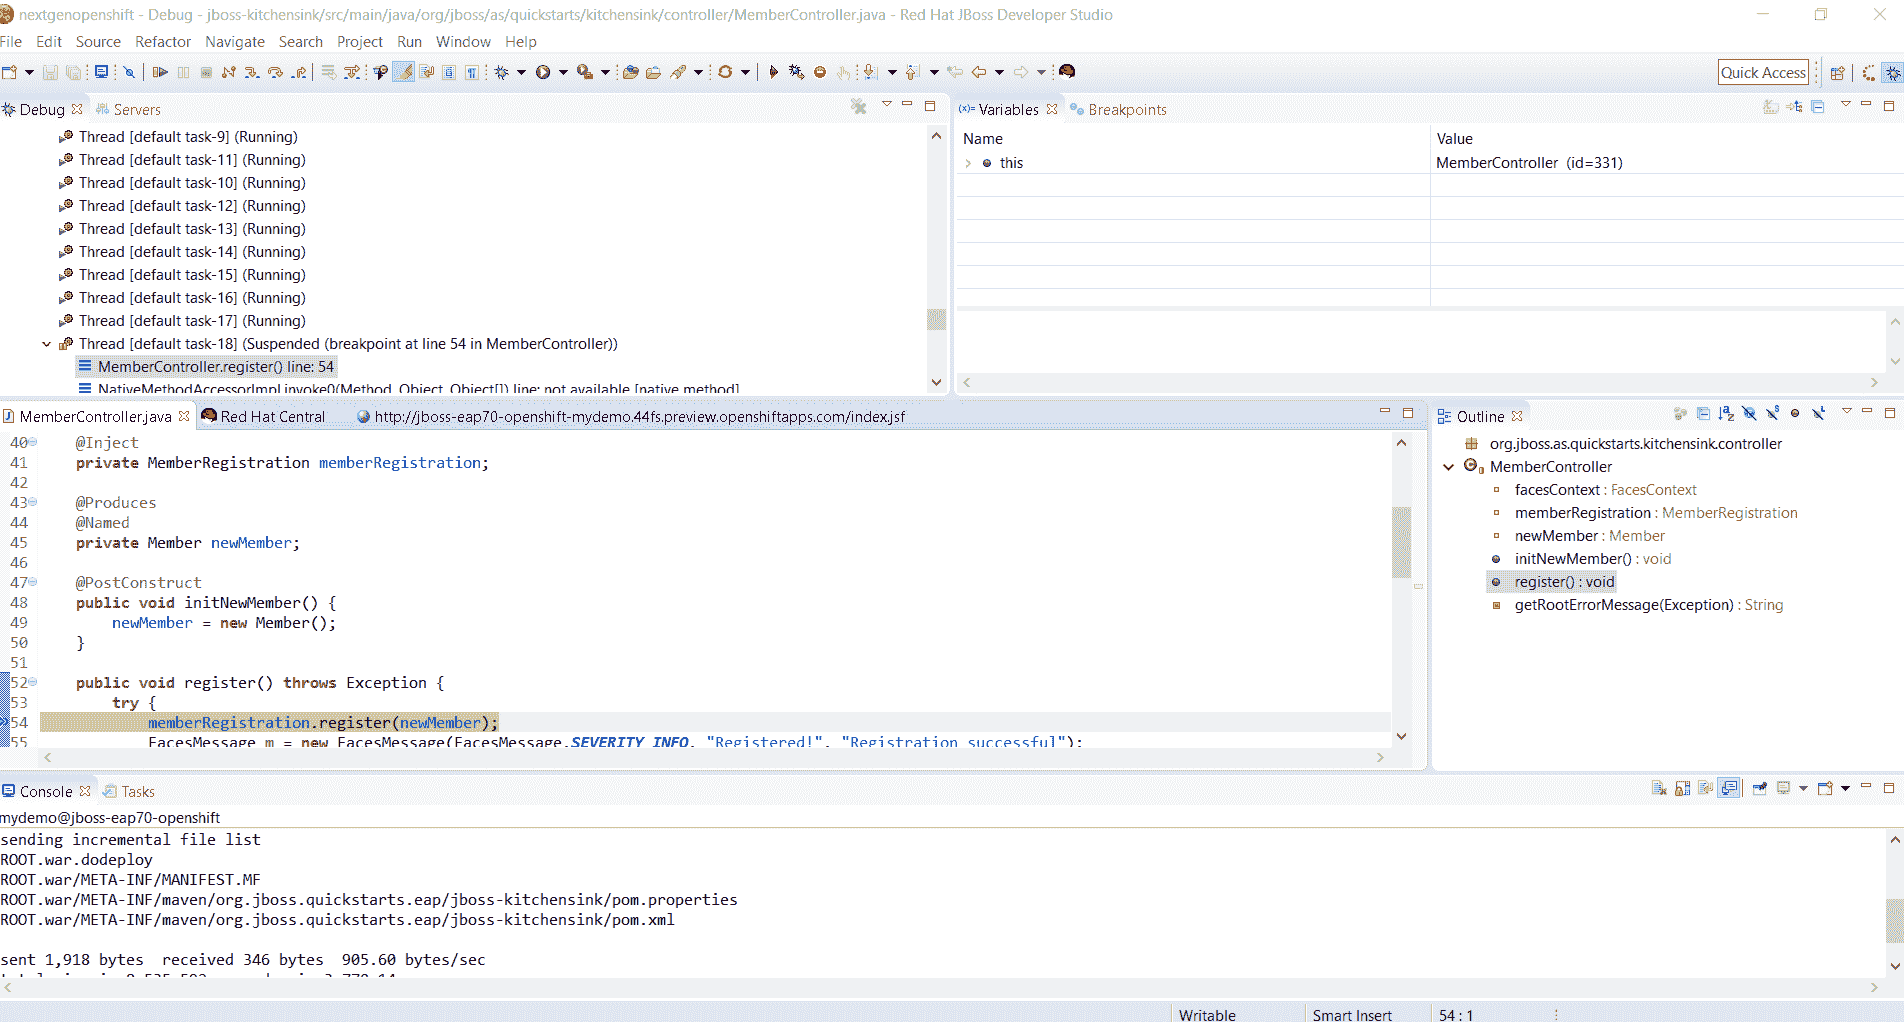 nextgenopenshift - Debug - jboss-kitchensink/src/main/java/org/jboss/as/quickstarts/kitchensink/controller/MemberController.java - Red Hat JBoss Developer Studio
File Edit Source Refactor Navigate Search Project Run Window Help
Quick Access
Debug Servers
Thread [default task-9] (Running)
Thread [default task-11] (Running)
Thread [default task-10] (Running)
Thread [default task-12] (Running)
Thread [default task-13] (Running)
Thread [default task-14] (Running)
Thread [default task-15] (Running)
Thread [default task-16] (Running)
Thread [default task-17] (Running)
Thread [default task-18] (Suspended (breakpoint at line 54 in MemberController))
MemberController.register() line: 54
NativeMethodAccessorImpl.invoke0(Method, Object, Object[]) line: not available [native method]
(x)= Variables Breakpoints
Name Value
this MemberController (id=331)
MemberController.java Red Hat Central http://jboss-eap70-openshift-mydemo.44fs.preview.openshiftapps.com/index.jsf
40 @Inject
41 private MemberRegistration memberRegistration;
42
43 @Produces
44 @Named
45 private Member newMember;
46
47 @PostConstruct
48 public void initNewMember() {
49 newMember = new Member();
50 }
51
52 public void register() throws Exception {
53 try {
54 memberRegistration.register(newMember);
55 FacesMessage m = new FacesMessage(FacesMessage.SEVERITY_INFO, "Registered!", "Registration successful");
Outline
org.jboss.as.quickstarts.kitchensink.controller
MemberController
facesContext : FacesContext
memberRegistration : MemberRegistration
newMember : Member
initNewMember() : void
register() : void
getRootErrorMessage(Exception) : String
Console Tasks
mydemo@jboss-eap70-openshift
sending incremental file list
ROOT.war.dodeploy
ROOT.war/META-INF/MANIFEST.MF
ROOT.war/META-INF/maven/org.jboss.quickstarts.eap/jboss-kitchensink/pom.properties
ROOT.war/META-INF/maven/org.jboss.quickstarts.eap/jboss-kitchensink/pom.xml
sent 1,918 bytes received 346 bytes 905.60 bytes/sec
Writable Smart Insert 54 : 1